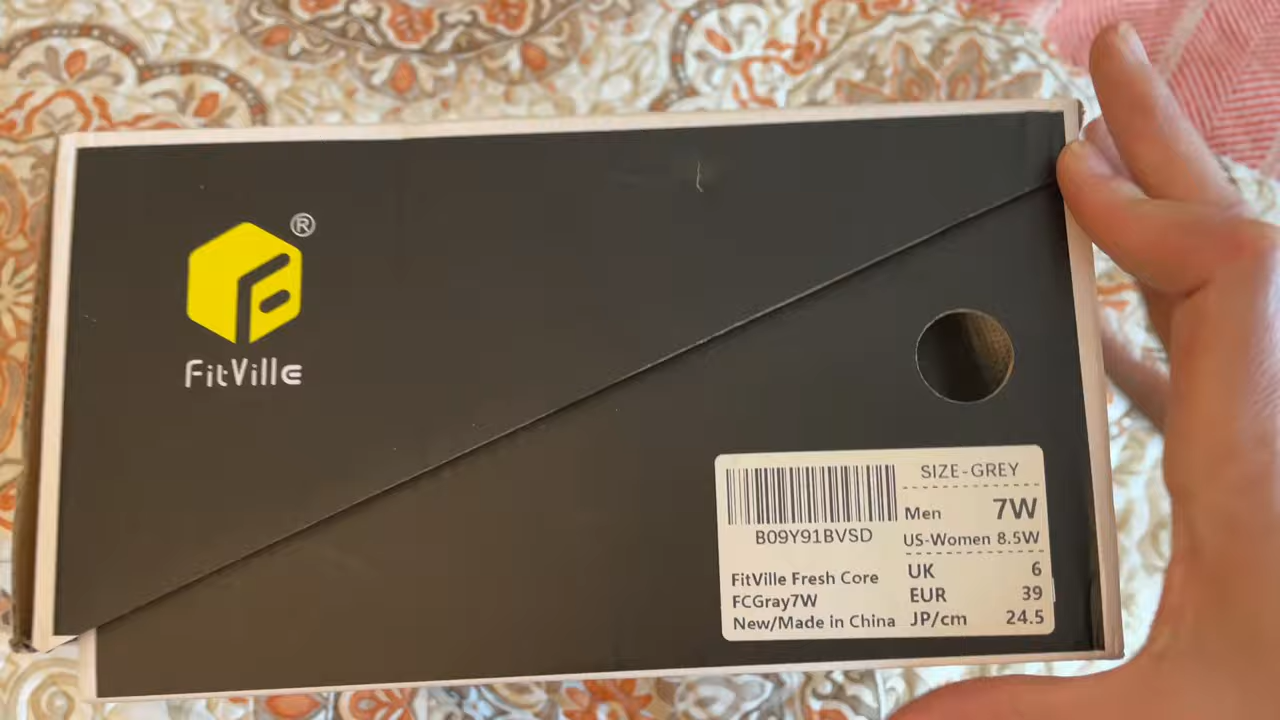 ®
FitVille
SIZE-GREY
B09Y91BVSD
Men 7W
US-Women 8.5W
FitVille Fresh Core
FCGray7W
New/Made in China
UK 6
EUR 39
JP/cm 24.5